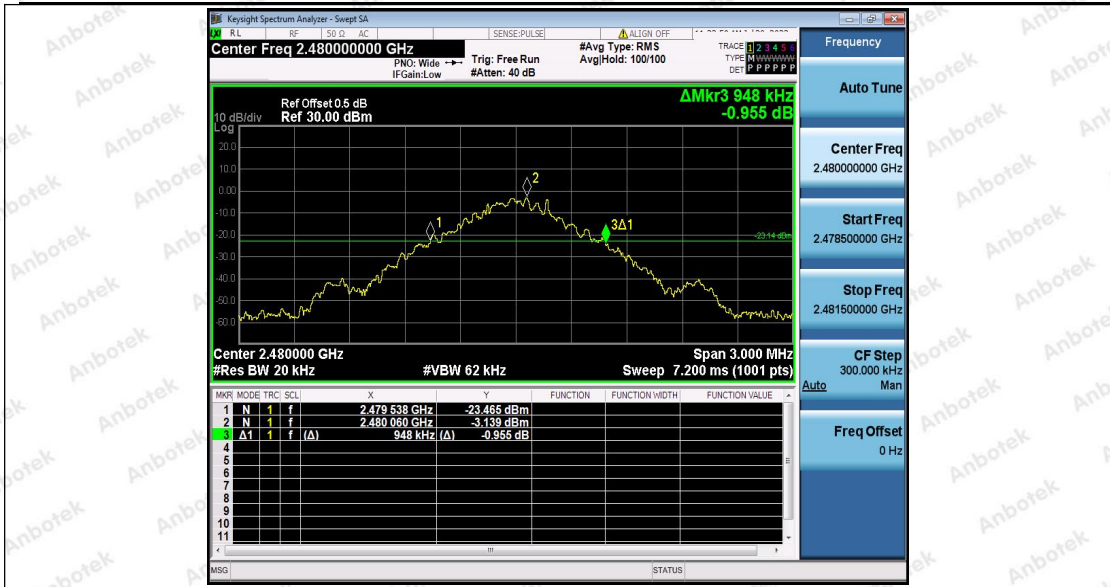 Keysight Spectrum Analyzer - Swept SA
LXI RL RF 50 Ω AC SENSE:PULSE ALIGN OFF
Center Freq 2.480000000 GHz
PNO: Wide
IFGain:Low
Trig: Free Run
#Atten: 40 dB
#Avg Type: RMS
Avg|Hold: 100/100
TRACE 1 2 3 4 5 6
TYPE M WWWWW
DET P P P P P P
Frequency
Auto Tune
Center Freq
2.480000000 GHz
Start Freq
2.478500000 GHz
Stop Freq
2.481500000 GHz
CF Step
300.000 kHz
Auto Man
Freq Offset
0 Hz
ΔMkr3 948 kHz
-0.955 dB
Ref Offset 0.5 dB
10 dB/div Ref 30.00 dBm
Log
20.0
10.0
0.00
-10.0
-20.0
-30.0
-40.0
-50.0
-60.0
1
2
3Δ1
-23.14 dBm
Center 2.480000 GHz Span 3.000 MHz
#Res BW 20 kHz #VBW 62 kHz Sweep 7.200 ms (1001 pts)
MKR MODE TRC SCL X Y FUNCTION FUNCTION WIDTH FUNCTION VALUE
1 N 1 f 2.479 538 GHz -23.465 dBm
2 N 1 f 2.480 060 GHz -3.139 dBm
3 Δ1 1 f (Δ) 948 kHz (Δ) -0.955 dB
4
5
6
7
8
9
10
11
MSG STATUS
Anbotek